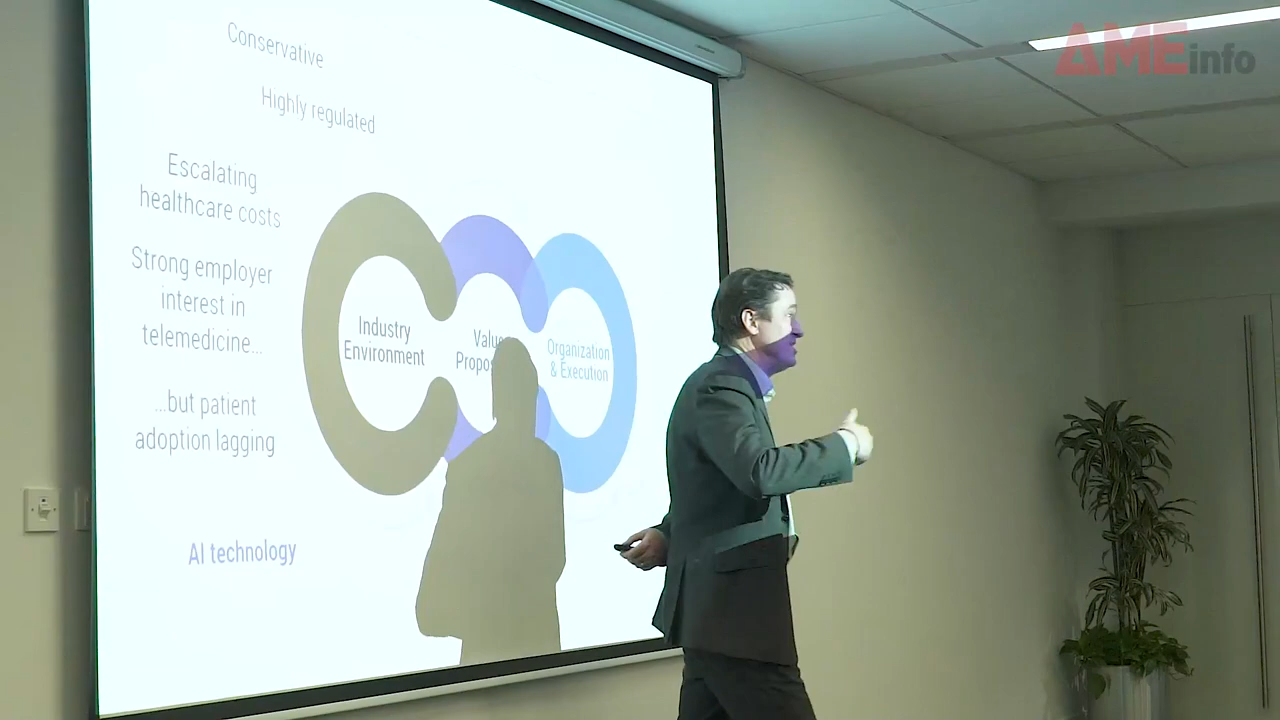 AMEinfo
Conservative
Highly regulated
Escalating
healthcare costs
Strong employer
interest in
telemedicine...
...but patient
adoption lagging
Industry
Environment
Organization
& Execution
AI technology